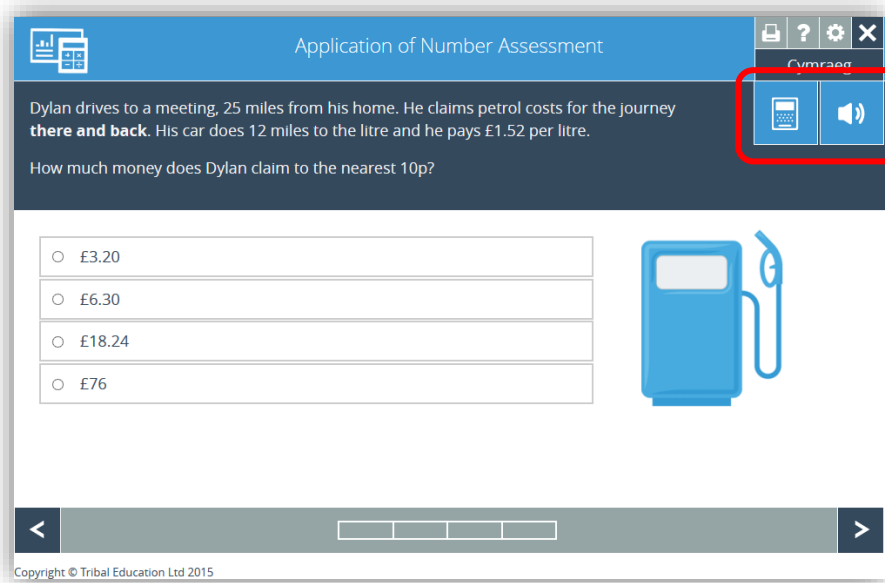 Application of Number Assessment
?
Cymraeg
Dylan drives to a meeting, 25 miles from his home. He claims petrol costs for the journey
there and back. His car does 12 miles to the litre and he pays £1.52 per litre.
How much money does Dylan claim to the nearest 10p?
£3.20
£6.30
£18.24
£76
<
>
Copyright © Tribal Education Ltd 2015